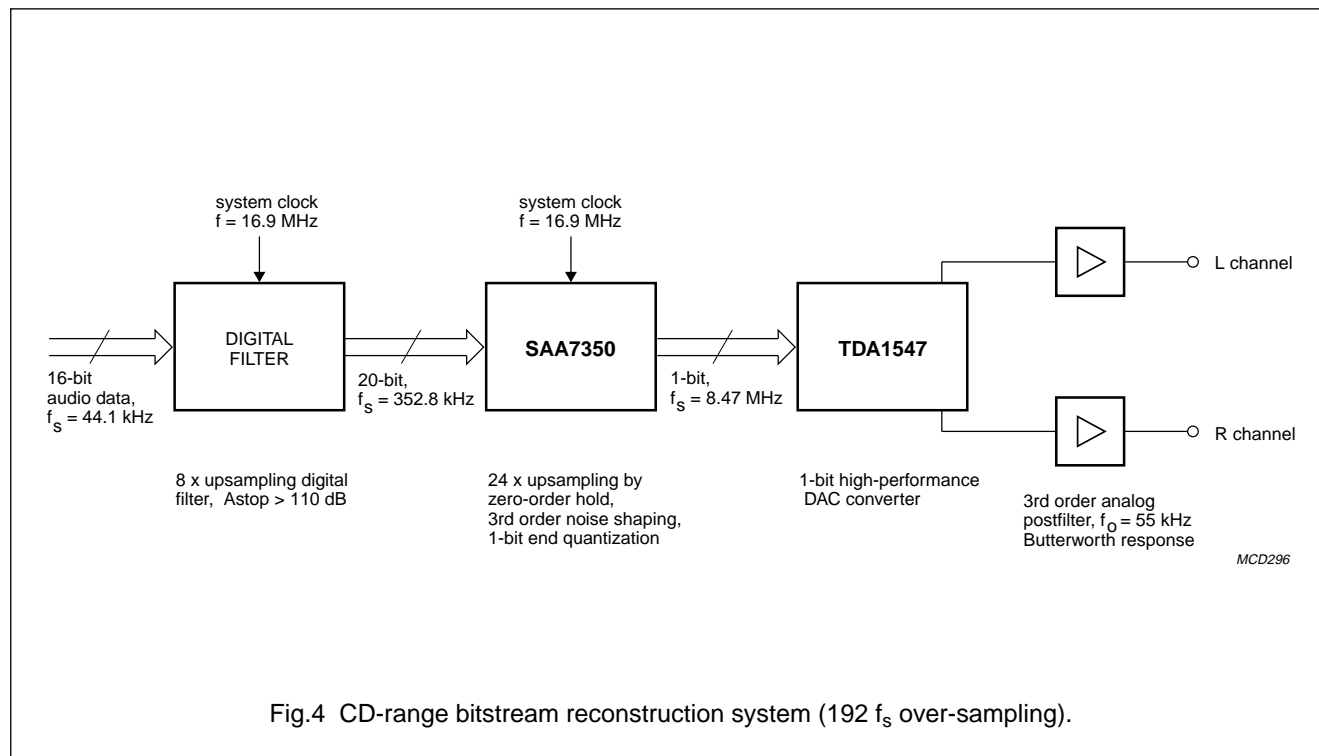 system clock
f = 16.9 MHz
system clock
f = 16.9 MHz
L channel
DIGITAL
FILTER
SAA7350
TDA1547
16-bit
audio data,
fs = 44.1 kHz
20-bit,
fs = 352.8 kHz
1-bit,
fs = 8.47 MHz
R channel
8 x upsampling digital
filter, Astop > 110 dB
24 x upsampling by
zero-order hold,
3rd order noise shaping,
1-bit end quantization
1-bit high-performance
DAC converter
3rd order analog
postfilter, fo = 55 kHz
Butterworth response
MCD296
Fig.4 CD-range bitstream reconstruction system (192 fs over-sampling).